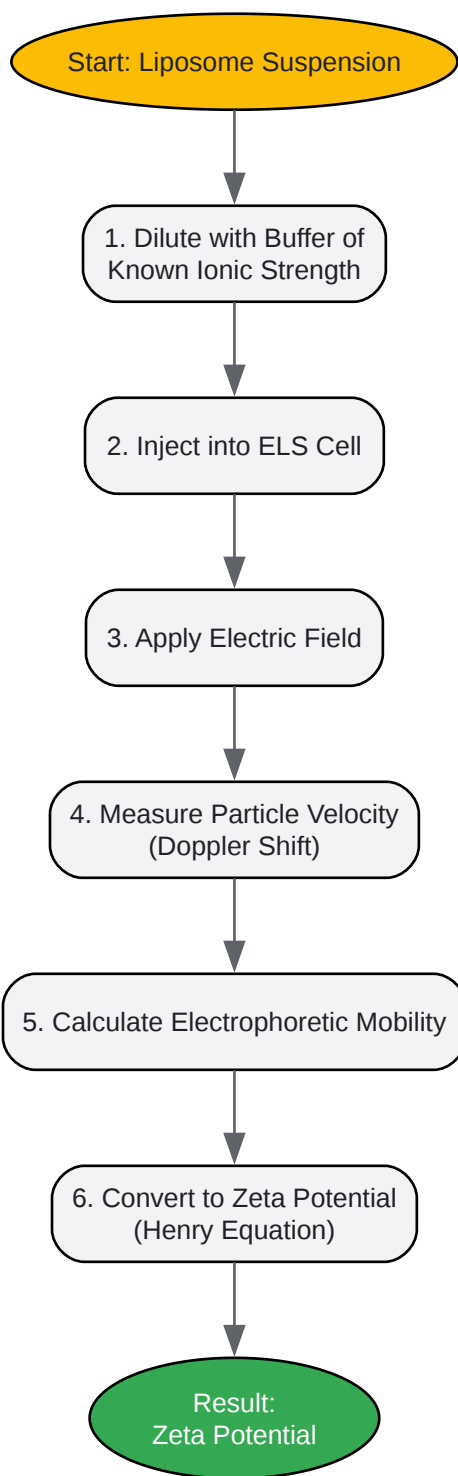 Start: Liposome Suspension
1. Dilute with Buffer of
Known Ionic Strength
2. Inject into ELS Cell
3. Apply Electric Field
4. Measure Particle Velocity
(Doppler Shift)
5. Calculate Electrophoretic Mobility
6. Convert to Zeta Potential
(Henry Equation)
Result:
Zeta Potential